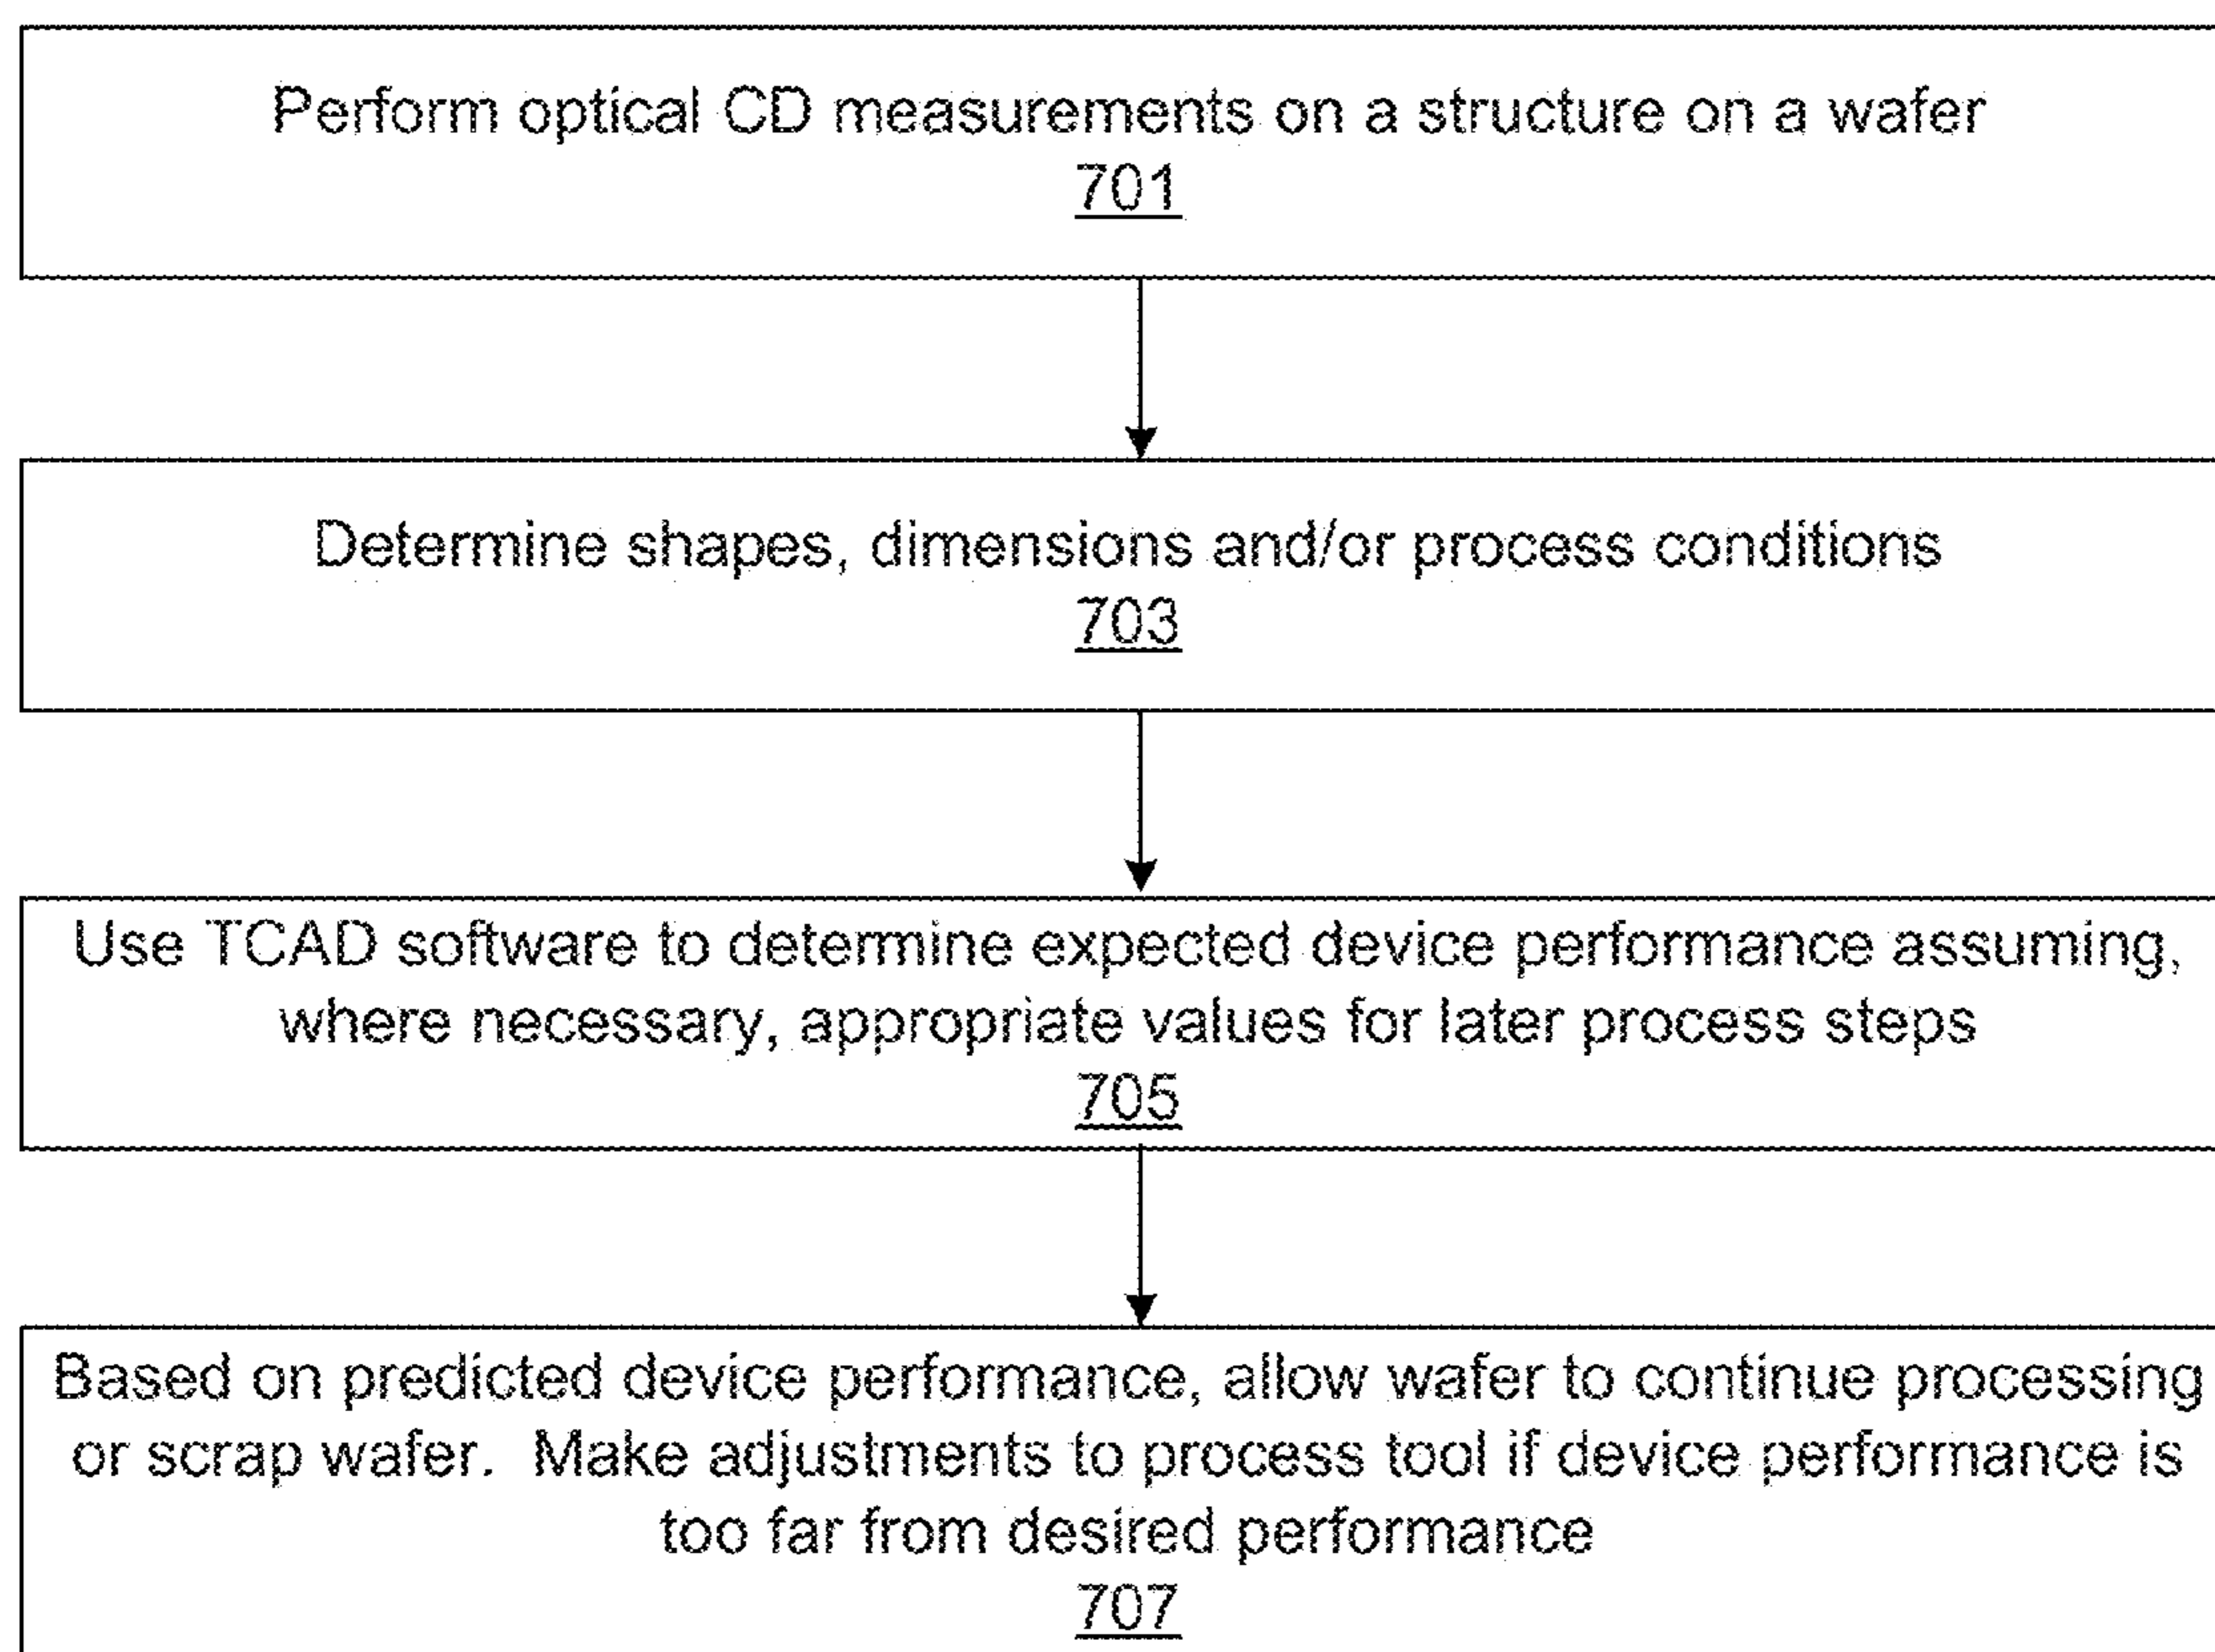 Perform optical CD measurements on a structure on a wafer
701
Determine shapes, dimensions and/or process conditions
703
Use TCAD software to determine expected device performance assuming,
where necessary, appropriate values for later process steps
705
Based on predicted device performance, allow wafer to continue processing
or scrap wafer.  Make adjustments to process tool if device performance is
too far from desired performance
707